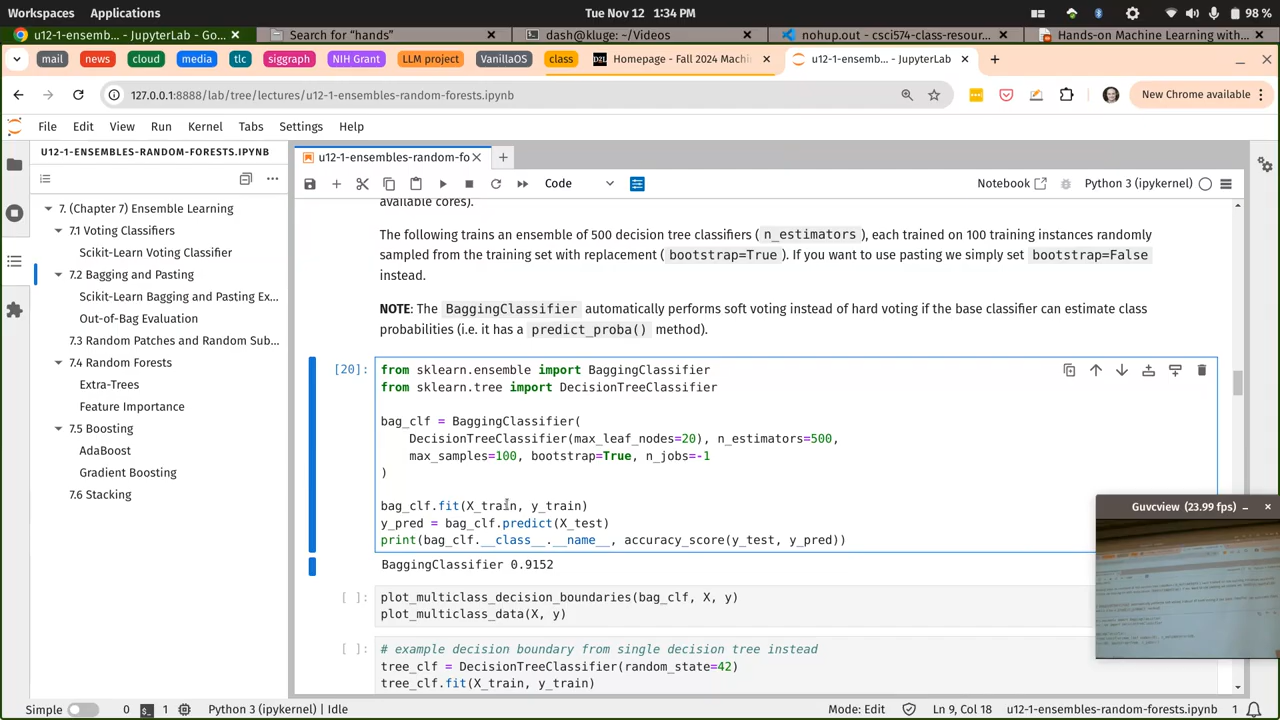 Workspaces Applications Tue Nov 12 1:34 PM 98 %
u12-1-ensemb... - JupyterLab - Go... Search for “hands” dash@kluge: ~/Videos nohup.out - csci574-class-resour... Hands-on Machine Learning with...
mail news cloud media tlc siggraph NIH Grant LLM project VanillaOS class D2L Homepage - Fall 2024 Machi u12-1-ense... - JupyterLab
127.0.0.1:8888/lab/tree/lectures/u12-1-ensembles-random-forests.ipynb New Chrome available
File Edit View Run Kernel Tabs Settings Help
U12-1-ENSEMBLES-RANDOM-FORESTS.IPYNB
u12-1-ensembles-random-fo
Code Notebook Python 3 (ipykernel)
7. (Chapter 7) Ensemble Learning
7.1 Voting Classifiers
Scikit-Learn Voting Classifier
7.2 Bagging and Pasting
Scikit-Learn Bagging and Pasting Ex...
Out-of-Bag Evaluation
7.3 Random Patches and Random Sub...
7.4 Random Forests
Extra-Trees
Feature Importance
7.5 Boosting
AdaBoost
Gradient Boosting
7.6 Stacking
available cores).
The following trains an ensemble of 500 decision tree classifiers ( n_estimators ), each trained on 100 training instances randomly
sampled from the training set with replacement ( bootstrap=True ). If you want to use pasting we simply set bootstrap=False
instead.
NOTE: The BaggingClassifier automatically performs soft voting instead of hard voting if the base classifier can estimate class
probabilities (i.e. it has a predict_proba() method).
[20]: from sklearn.ensemble import BaggingClassifier
from sklearn.tree import DecisionTreeClassifier
bag_clf = BaggingClassifier(
DecisionTreeClassifier(max_leaf_nodes=20), n_estimators=500,
max_samples=100, bootstrap=True, n_jobs=-1
)
bag_clf.fit(X_train, y_train)
y_pred = bag_clf.predict(X_test)
print(bag_clf.__class__.__name__, accuracy_score(y_test, y_pred))
BaggingClassifier 0.9152
[ ]: plot_multiclass_decision_boundaries(bag_clf, X, y)
plot_multiclass_data(X, y)
[ ]: # example decision boundary from single decision tree instead
tree_clf = DecisionTreeClassifier(random_state=42)
tree_clf.fit(X_train, y_train)
Guvcview (23.99 fps)
Simple 0 1 Python 3 (ipykernel) | Idle Mode: Edit Ln 9, Col 18 u12-1-ensembles-random-forests.ipynb 1